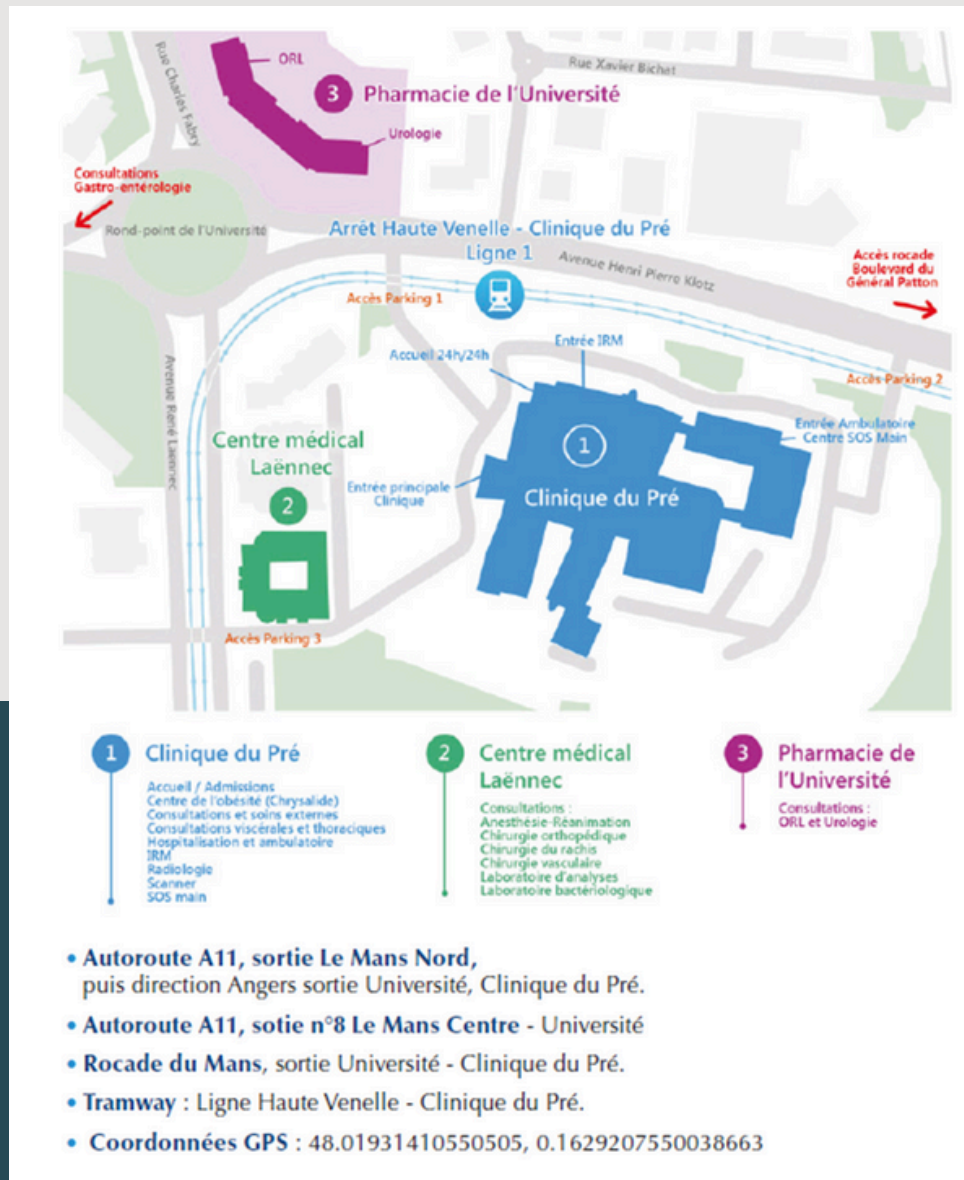 Rue Charles Fabry
ORL
3 Pharmacie de l'Université
Urologie
Rue Xavier Bichat
Consultations
Gastro-entérologie
Rond-point de l'Université
Arrêt Haute Venelle - Clinique du Pré
Ligne 1
Avenue Henri Pierre Klotz
Accès rocade
Boulevard du
Général Patton
Accès Parking 1
Accueil 24h/24h
Entrée IRM
Accès Parking 2
Avenue René Laënnec
Centre médical
Laënnec
2
Entrée principale
Clinique
1
Clinique du Pré
Entrée Ambulatoire
Centre SOS Main
Accès Parking 3
1 Clinique du Pré
Accueil / Admissions
Centre de l'obésité (Chrysalide)
Consultations et soins externes
Consultations viscérales et thoraciques
Hospitalisation et ambulatoire
IRM
Radiologie
Scanner
SOS main
2 Centre médical
Laënnec
Consultations :
Anesthésie-Réanimation
Chirurgie orthopédique
Chirurgie du rachis
Chirurgie vasculaire
Laboratoire d'analyses
Laboratoire bactériologique
3 Pharmacie de
l'Université
Consultations :
ORL et Urologie
• Autoroute A11, sortie Le Mans Nord,
puis direction Angers sortie Université, Clinique du Pré.
• Autoroute A11, sotie n°8 Le Mans Centre - Université
• Rocade du Mans, sortie Université - Clinique du Pré.
• Tramway : Ligne Haute Venelle - Clinique du Pré.
• Coordonnées GPS : 48.01931410550505, 0.1629207550038663